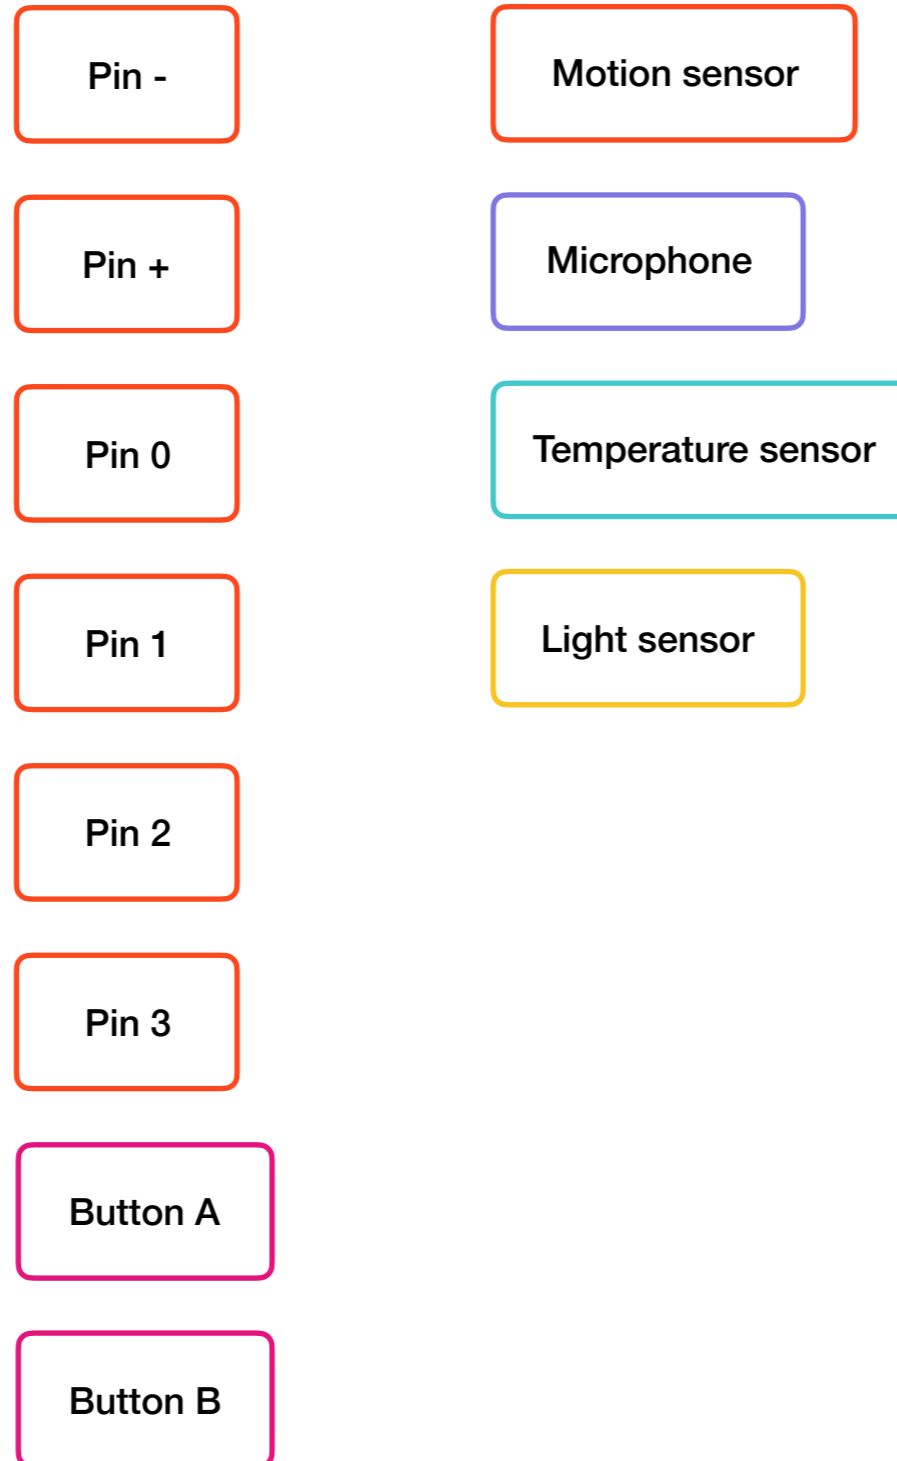 Pin -
Pin +
Pin 0
Pin 1
Pin 2
Pin 3
Button A
Button B
Motion sensor
Microphone
Temperature sensor
Light sensor